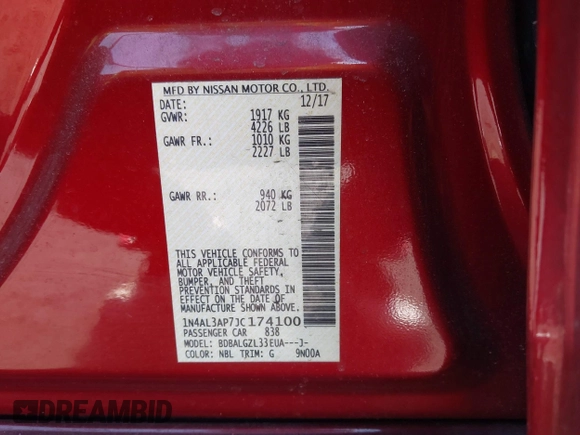 MFD BY NISSAN MOTOR CO., LTD.
DATE: 12/17
GVWR: 1917 KG
4226 LB
GAWR FR.: 1010 KG
2227 LB
GAWR RR.: 940 KG
2072 LB
THIS VEHICLE CONFORMS TO
ALL APPLICABLE FEDERAL
MOTOR VEHICLE SAFETY,
BUMPER, AND THEFT
PREVENTION STANDARDS IN
EFFECT ON THE DATE OF
MANUFACTURE SHOWN ABOVE.
1N4AL3AP7JC174100
PASSENGER CAR 838
MODEL: BDBALGZL33EUA---J-
COLOR: NBL TRIM: G 9N00A
DREAMBID